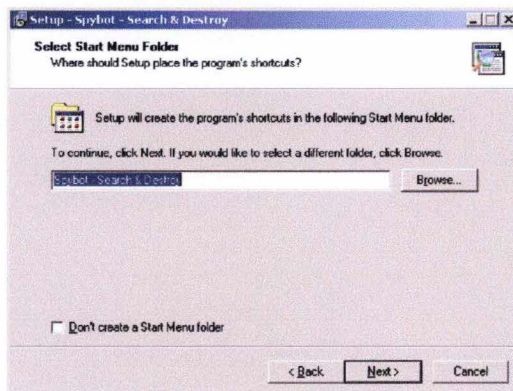 Setup - Spybot - Search & Destroy
Select Start Menu Folder
Where should Setup place the program's shortcuts?
Setup will create the program's shortcuts in the following Start Menu folder.
To continue, click Next. If you would like to select a different folder, click Browse.
Spybot - Search & Destroy
Browse...
Don't create a Start Menu folder
< Back
Next >
Cancel